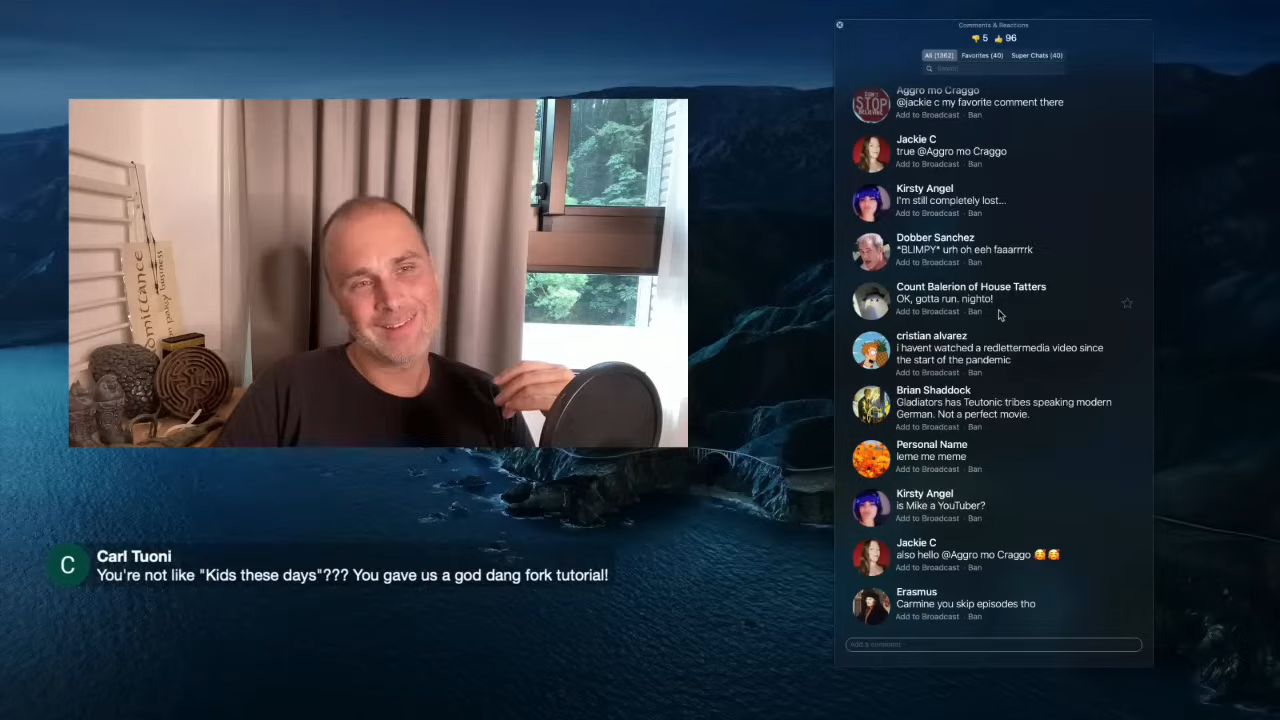 Comments & Reactions
5 96
All (1362) Favorites (40) Super Chats (40)
Search
Aggro mo Craggo
@jackie c my favorite comment there
Add to Broadcast · Ban
Jackie C
true @Aggro mo Craggo
Add to Broadcast · Ban
Kirsty Angel
I'm still completely lost...
Add to Broadcast · Ban
Dobber Sanchez
*BLIMPY* urh oh eeh faaarrrk
Add to Broadcast · Ban
Count Balerion of House Tatters
OK, gotta run. nighto!
Add to Broadcast · Ban
cristian alvarez
i havent watched a redlettermedia video since
the start of the pandemic
Add to Broadcast · Ban
Brian Shaddock
Gladiators has Teutonic tribes speaking modern
German. Not a perfect movie.
Add to Broadcast · Ban
Personal Name
leme me meme
Add to Broadcast · Ban
Kirsty Angel
is Mike a YouTuber?
Add to Broadcast · Ban
Jackie C
also hello @Aggro mo Craggo 🥰 🥰
Add to Broadcast · Ban
Erasmus
Carmine you skip episodes tho
Add to Broadcast · Ban
Add a comment
STOP
C
Carl Tuoni
You're not like "Kids these days"??? You gave us a god dang fork tutorial!